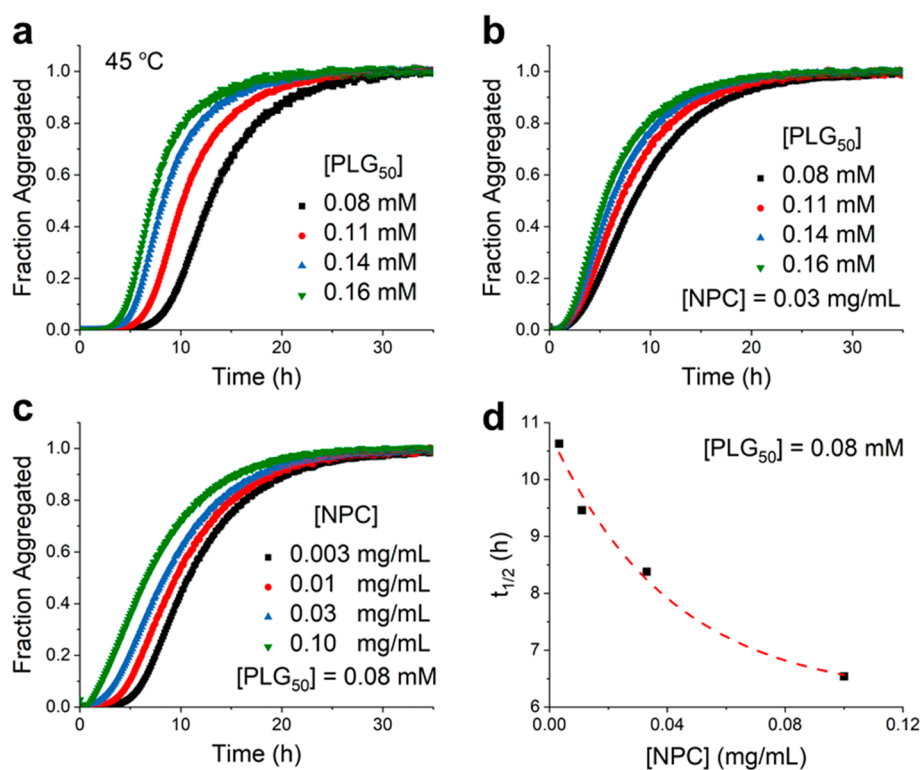 a
45 °C
1.0
0.8
0.6
0.4
0.2
0.0
Fraction Aggregated
[PLG50]
0.08 mM
0.11 mM
0.14 mM
0.16 mM
0
10
20
30
Time (h)
b
1.0
0.8
0.6
0.4
0.2
0.0
Fraction Aggregated
[PLG50]
0.08 mM
0.11 mM
0.14 mM
0.16 mM
[NPC] = 0.03 mg/mL
0
10
20
30
Time (h)
c
1.0
0.8
0.6
0.4
0.2
0.0
Fraction Aggregated
[NPC]
0.003 mg/mL
0.01 mg/mL
0.03 mg/mL
0.10 mg/mL
[PLG50] = 0.08 mM
0
10
20
30
Time (h)
d
11
10
9
8
7
6
t1/2 (h)
[PLG50] = 0.08 mM
0.00
0.04
0.08
0.12
[NPC] (mg/mL)